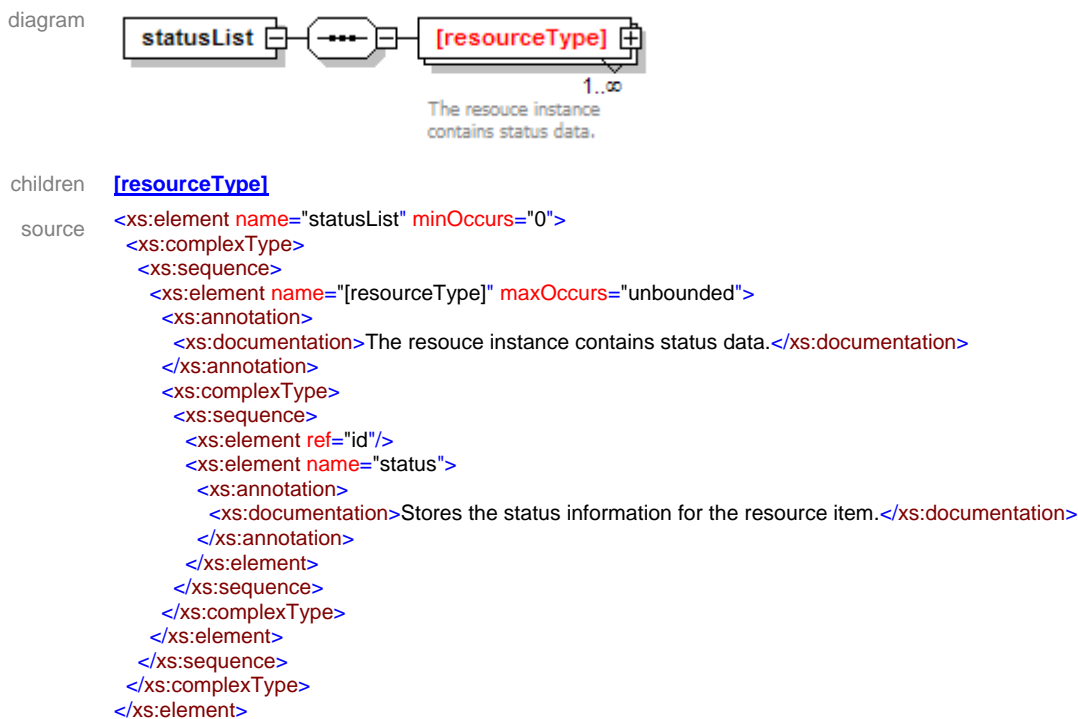 diagram
statusList
[resourceType]
1..∞
The resouce instance
contains status data.
children [resourceType]
source <xs:element name="statusList" minOccurs="0">
<xs:complexType>
<xs:sequence>
<xs:element name="[resourceType]" maxOccurs="unbounded">
<xs:annotation>
<xs:documentation>The resouce instance contains status data.</xs:documentation>
</xs:annotation>
<xs:complexType>
<xs:sequence>
<xs:element ref="id"/>
<xs:element name="status">
<xs:annotation>
<xs:documentation>Stores the status information for the resource item.</xs:documentation>
</xs:annotation>
</xs:element>
</xs:sequence>
</xs:complexType>
</xs:element>
</xs:sequence>
</xs:complexType>
</xs:element>